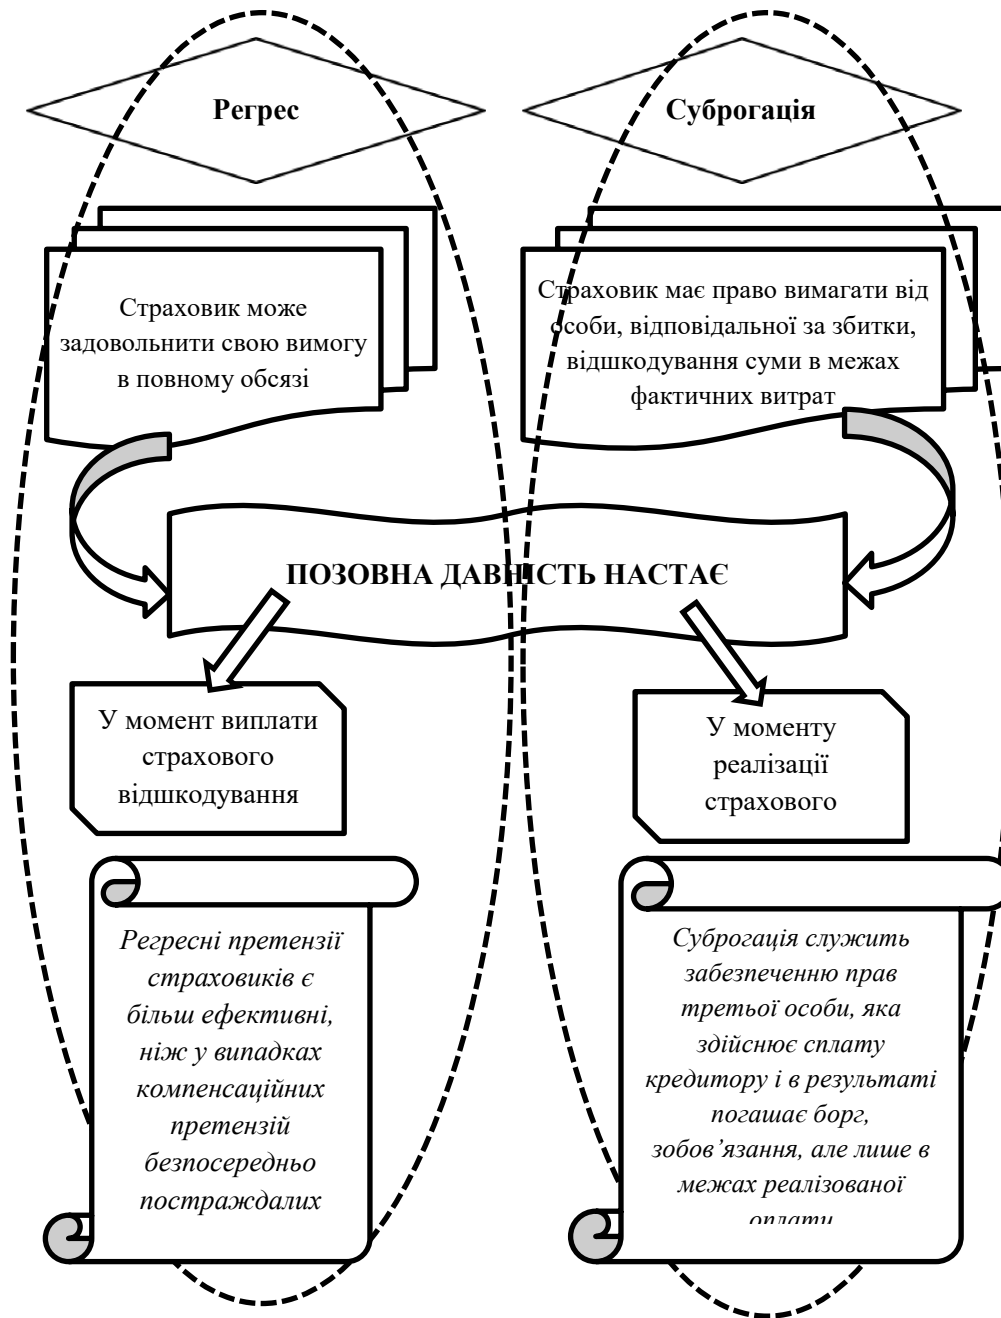 Регрес
Суброгація
Страховик може
задовольнити свою вимогу
в повному обсязі
Страховик має право вимагати від
особи, відповідальної за збитки,
відшкодування суми в межах
фактичних витрат
ПОЗОВНА ДАВНІСТЬ НАСТАЄ
У момент виплати
страхового
відшкодування
У моменту
реалізації
страхового
Регресні претензії
страховиків є
більш ефективні,
ніж у випадках
компенсаційних
претензій
безпосередньо
постраждалих
Суброгація служить
забезпеченню прав
третьої особи, яка
здійснює сплату
кредитору і в результаті
погашає борг,
зобов’язання, але лише в
межах реалізованої
оплати